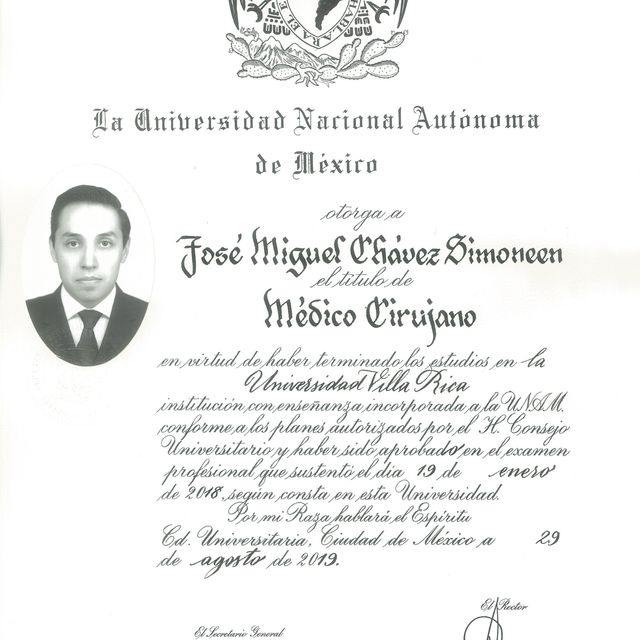 HABLARA EL E
La Universidad Nacional Autónoma
de México
otorga a
José Miguel Chávez Simoneen
el título de
Médico Cirujano
en virtud de haber terminado los estudios en la
Universidad Villa Rica
institución con enseñanza incorporada a la UNAM.
conforme a los planes autorizados por el H. Consejo
Universitario y haber sido aprobado en el examen
profesional que sustentó el día 19 de enero
de 2018 según consta en esta Universidad.
Por mi Raza hablará el Espíritu
Cd. Universitaria, Ciudad de México a 29
de agosto de 2019.
El Rector
El Secretario General